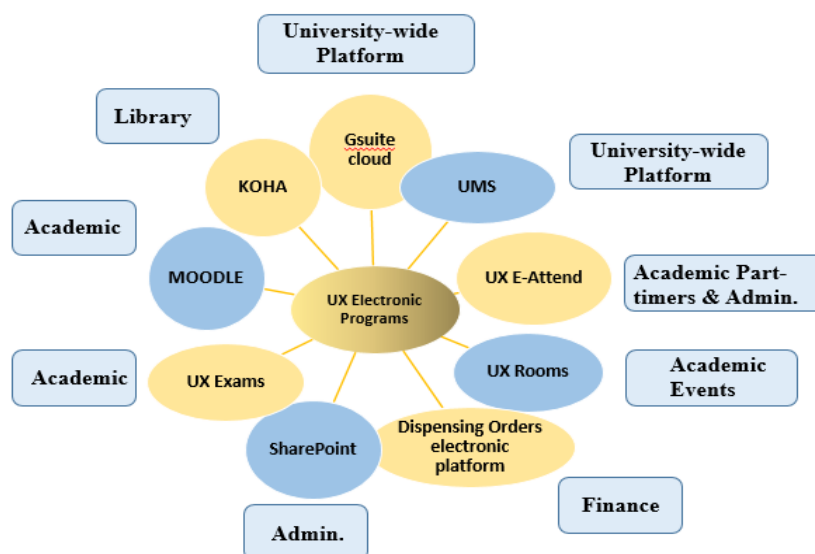 University-wide
Platform
Library
Gsuite
cloud
University-wide
Platform
KOHA
UMS
Academic
MOODLE
UX E-Attend
Academic Part-
timers & Admin.
UX Electronic
Programs
Academic
UX Exams
UX Rooms
Academic
Events
SharePoint
Dispensing Orders
electronic
platform
Finance
Admin.